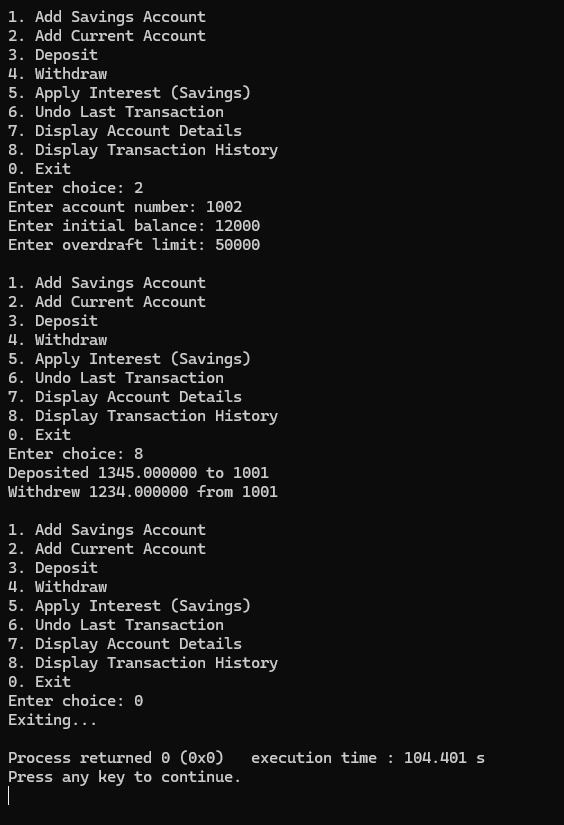 1. Add Savings Account
2. Add Current Account
3. Deposit
4. Withdraw
5. Apply Interest (Savings)
6. Undo Last Transaction
7. Display Account Details
8. Display Transaction History
0. Exit
Enter choice: 2
Enter account number: 1002
Enter initial balance: 12000
Enter overdraft limit: 50000
1. Add Savings Account
2. Add Current Account
3. Deposit
4. Withdraw
5. Apply Interest (Savings)
6. Undo Last Transaction
7. Display Account Details
8. Display Transaction History
0. Exit
Enter choice: 8
Deposited 1345.000000 to 1001
Withdrew 1234.000000 from 1001
1. Add Savings Account
2. Add Current Account
3. Deposit
4. Withdraw
5. Apply Interest (Savings)
6. Undo Last Transaction
7. Display Account Details
8. Display Transaction History
0. Exit
Enter choice: 0
Exiting...
Process returned 0 (0x0)   execution time : 104.401 s
Press any key to continue.